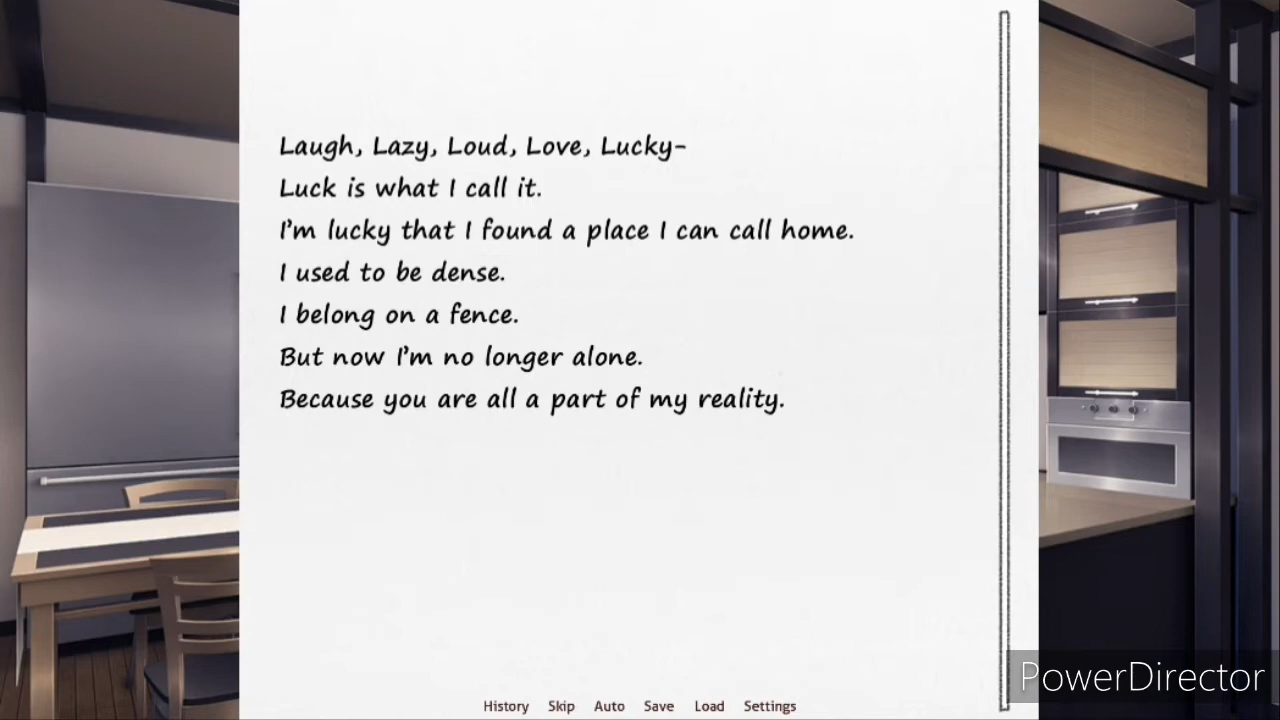 Laugh, Lazy, Loud, Love, Lucky-
Luck is what I call it.
I'm lucky that I found a place I can call home.
I used to be dense.
I belong on a fence.
But now I'm no longer alone.
Because you are all a part of my reality.
History Skip Auto Save Load Settings
PowerDirector